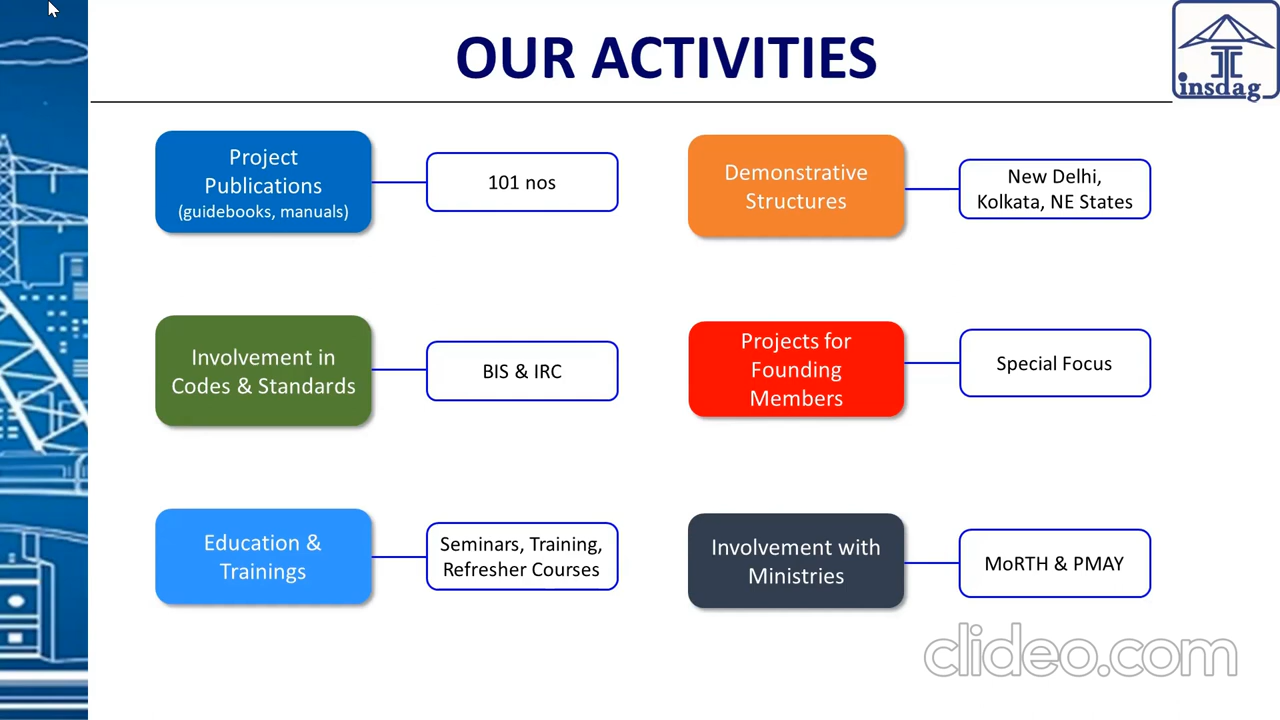 OUR ACTIVITIES
insdag
Project
Publications
(guidebooks, manuals)
101 nos
Demonstrative
Structures
New Delhi,
Kolkata, NE States
Involvement in
Codes & Standards
BIS & IRC
Projects for
Founding
Members
Special Focus
Education &
Trainings
Seminars, Training,
Refresher Courses
Involvement with
Ministries
MoRTH & PMAY
clideo.com